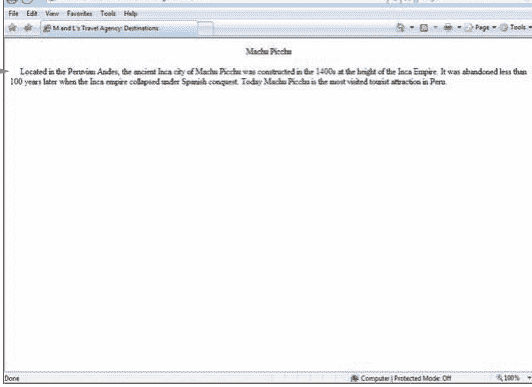 File Edit View Favorites Tools Help
M and L's Travel Agency: Destinations Page Tools
Machu Picchu
Located in the Peruvian Andes, the ancient Inca city of Machu Picchu was constructed in the 1400s at the height of the Inca Empire. It was abandoned less than
100 years later when the Inca empire collapsed under Spanish conquest. Today Machu Picchu is the most visited tourist attraction in Peru.
Done Computer | Protected Mode: Off 100%